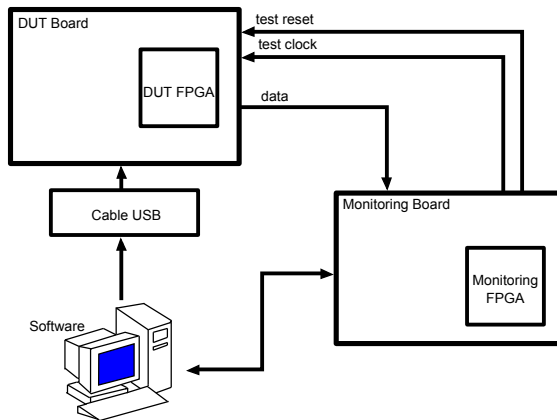 DUT Board
test reset
test clock
DUT FPGA
data
Cable USB
Monitoring Board
Monitoring
FPGA
Software